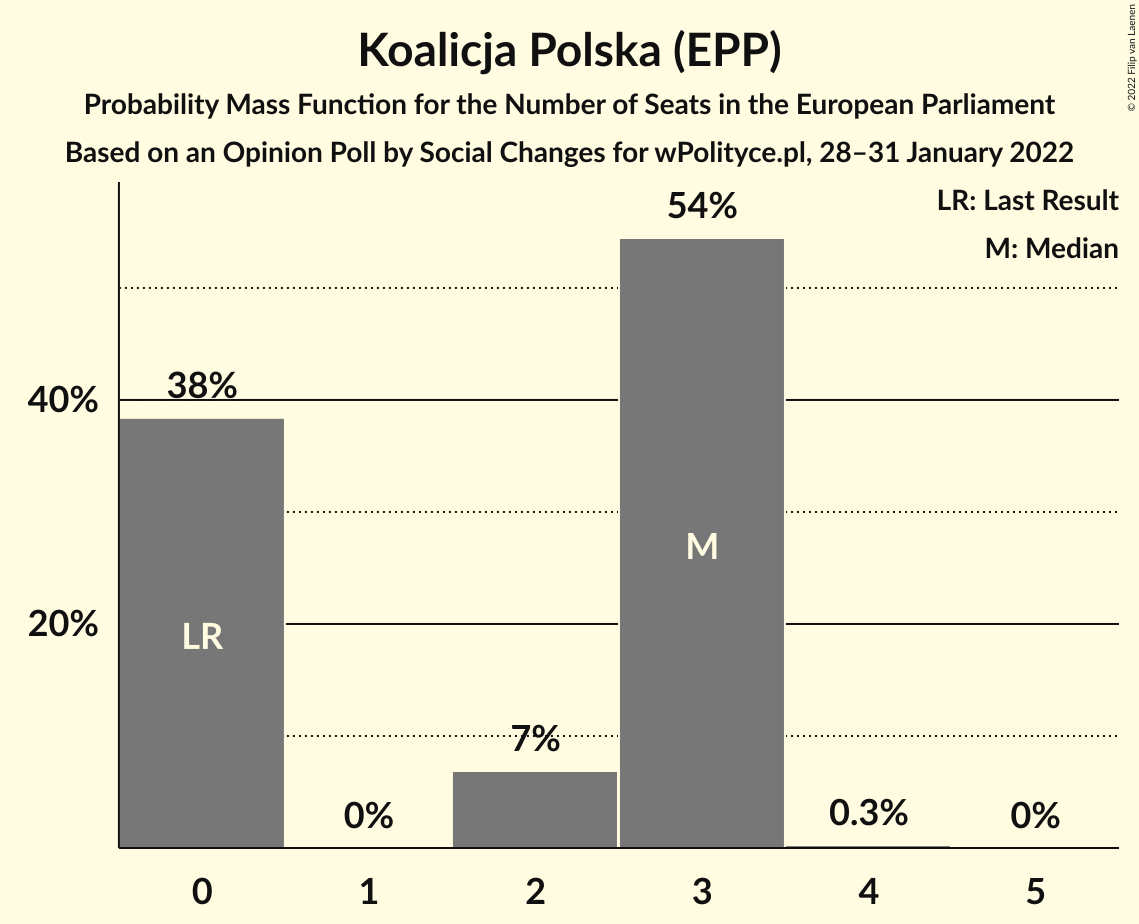 Koalicja Polska (EPP)
Probability Mass Function for the Number of Seats in the European Parliament
Based on an Opinion Poll by Social Changes for wPolityce.pl, 28–31 January 2022
© 2022 Filip van Laenen
LR: Last Result
M: Median
54%
40%
38%
M
20%
LR
7%
0%
0.3%
0%
0 1 2 3 4 5